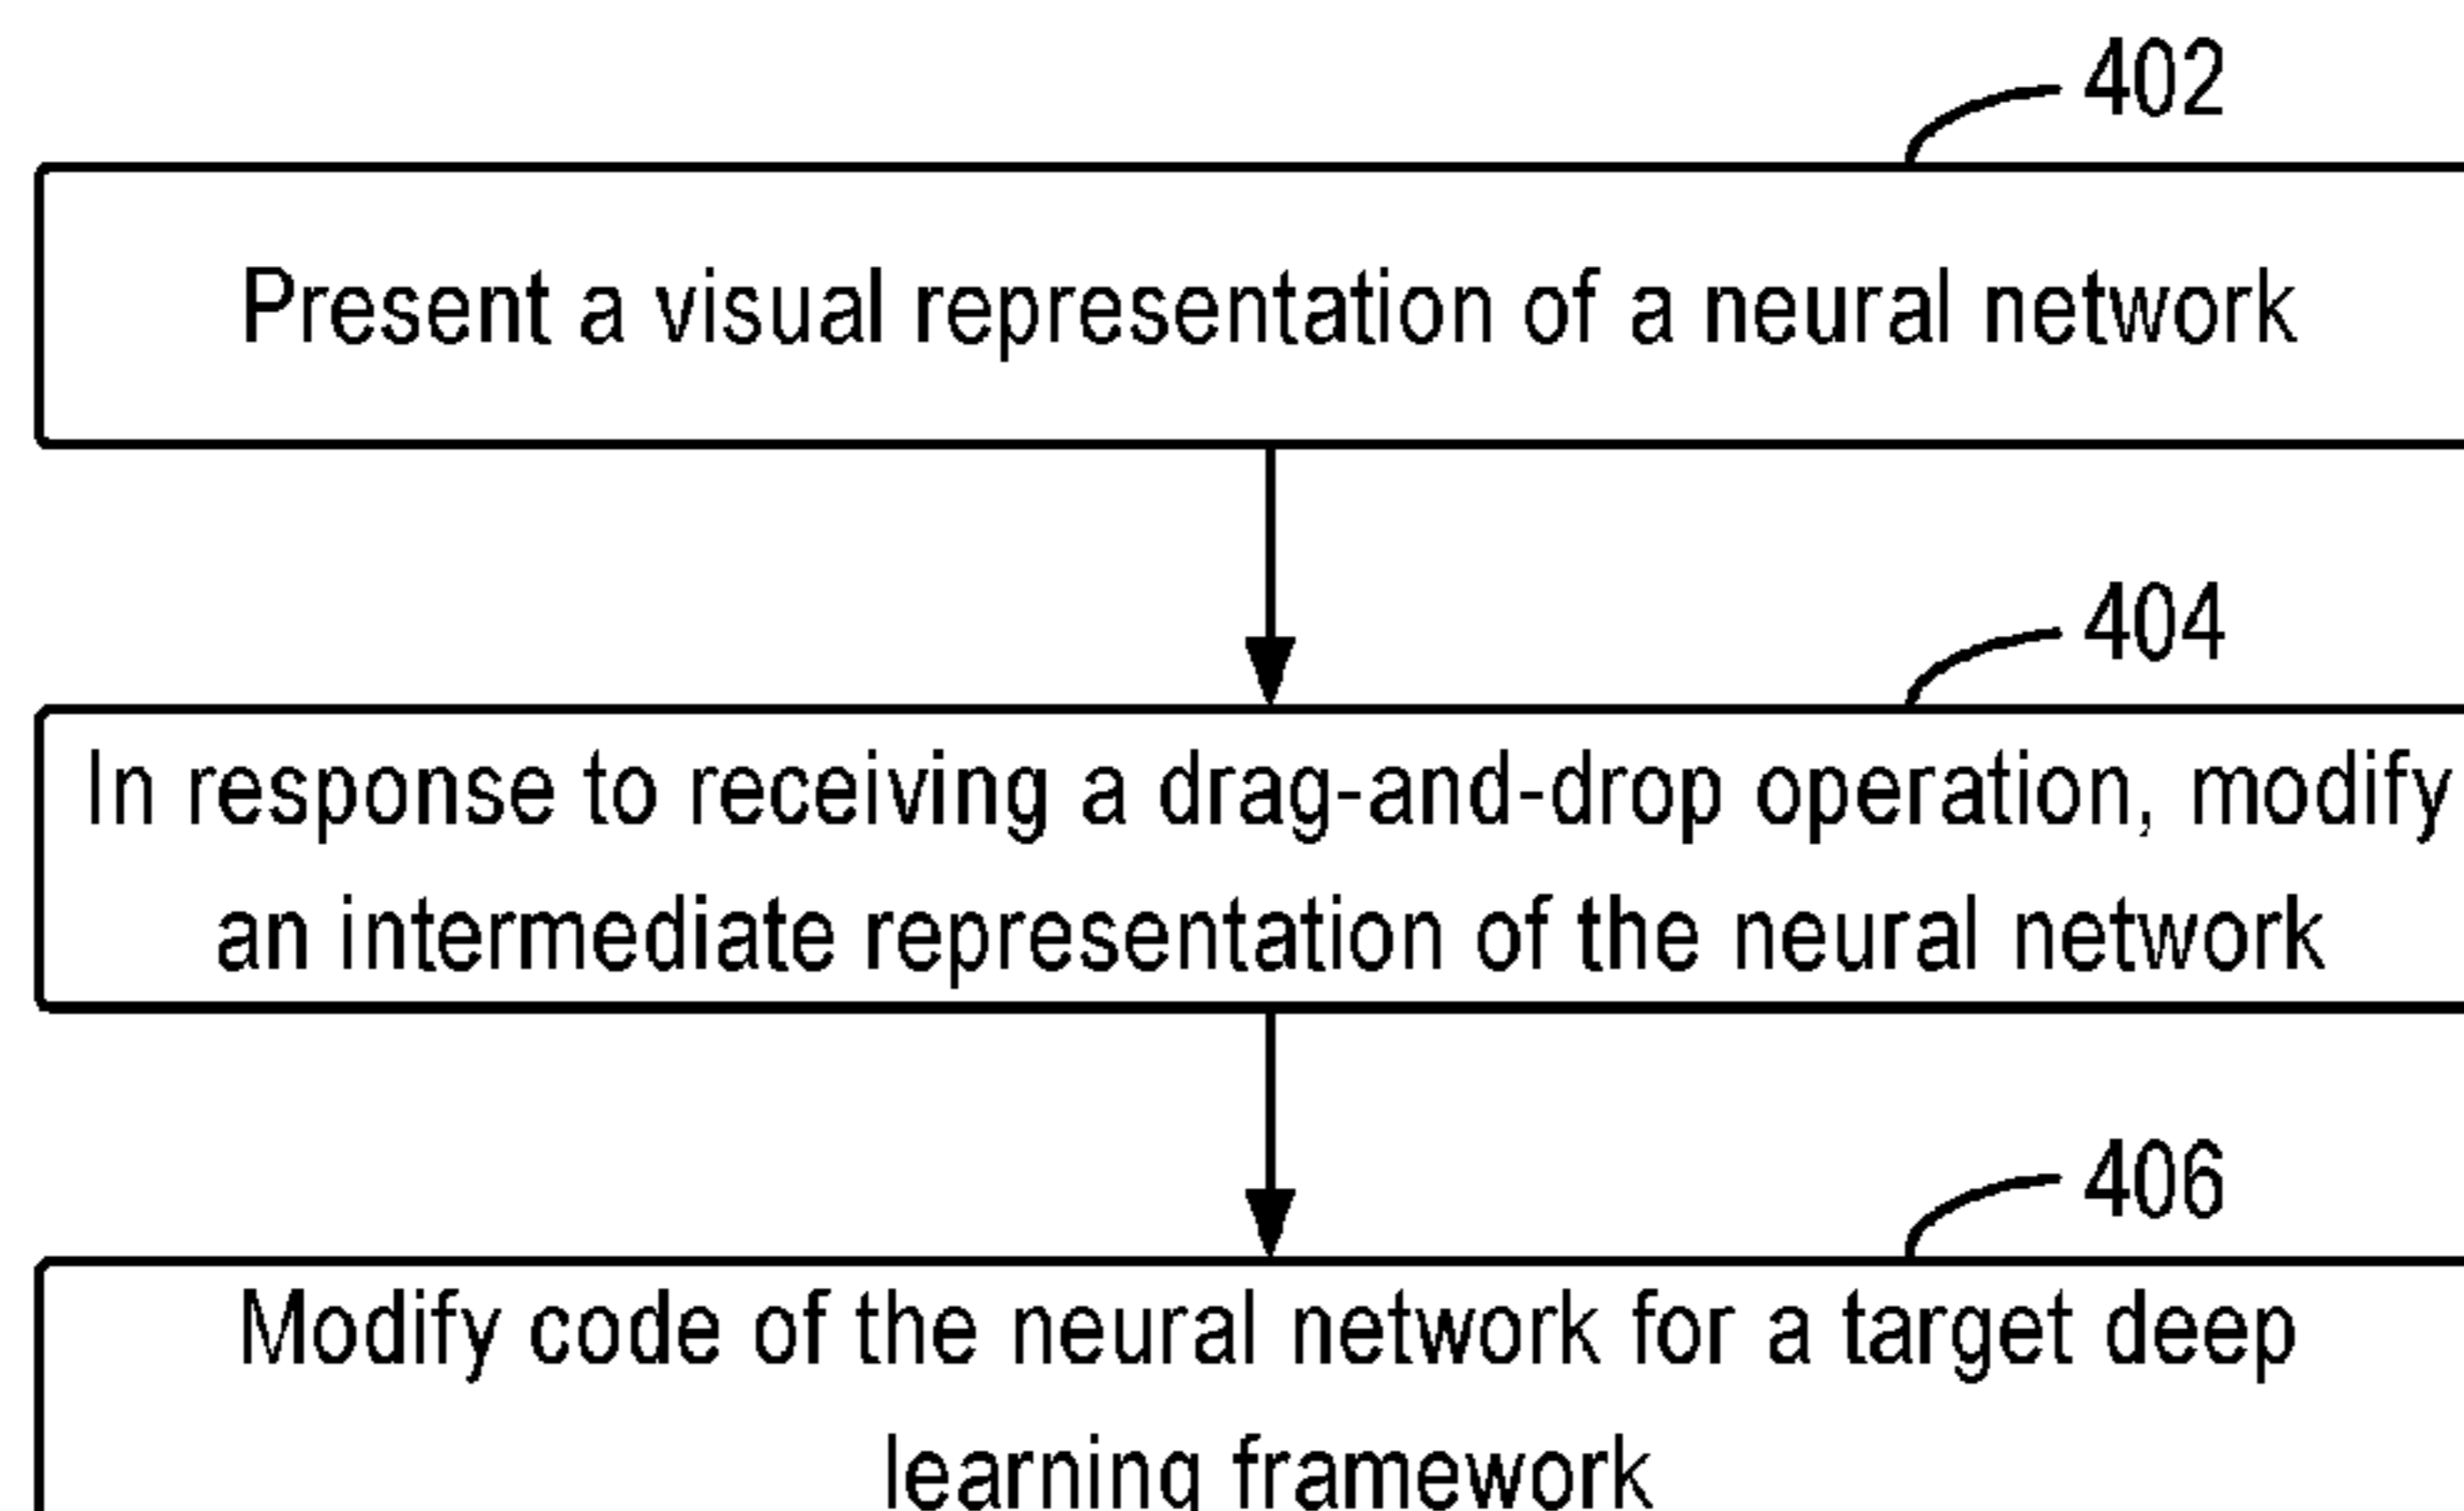 402
Present a visual representation of a neural network
404
In response to receiving a drag-and-drop operation, modify
an intermediate representation of the neural network
406
Modify code of the neural network for a target deep
learning framework